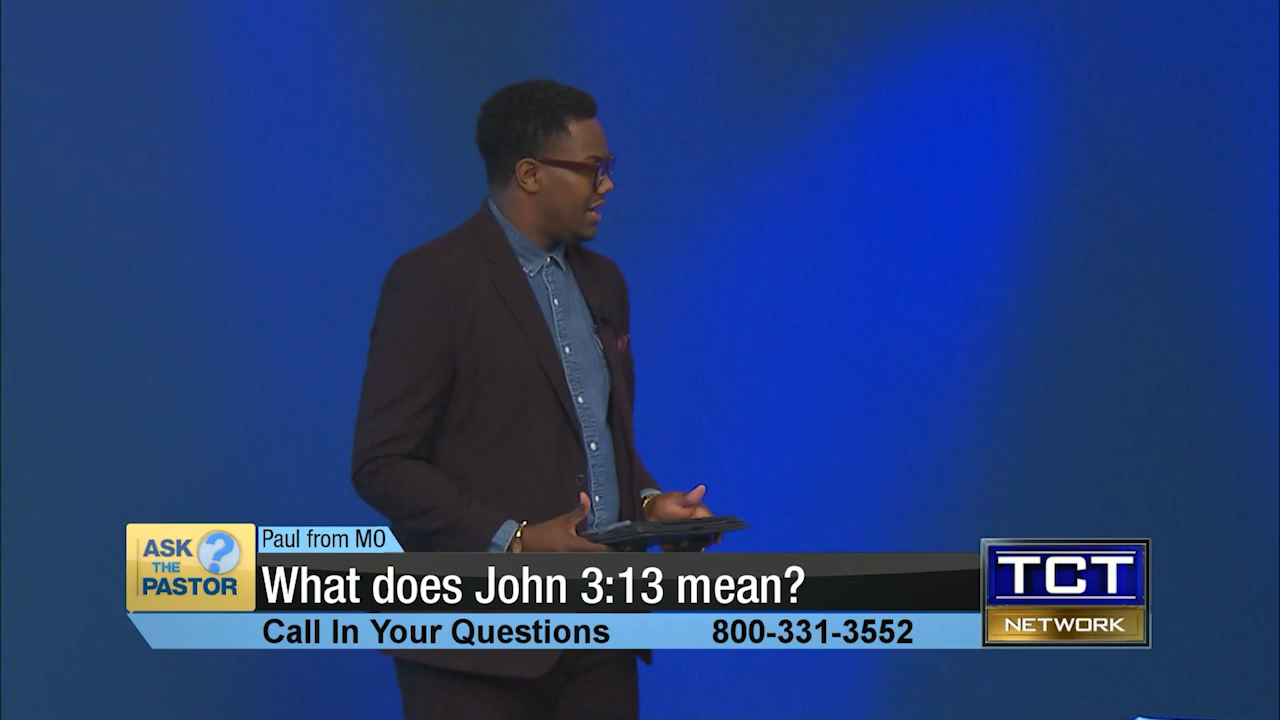 Paul from MO
ASK
THE
PASTOR
?
What does John 3:13 mean?
Call In Your Questions 800-331-3552
TCT
NETWORK